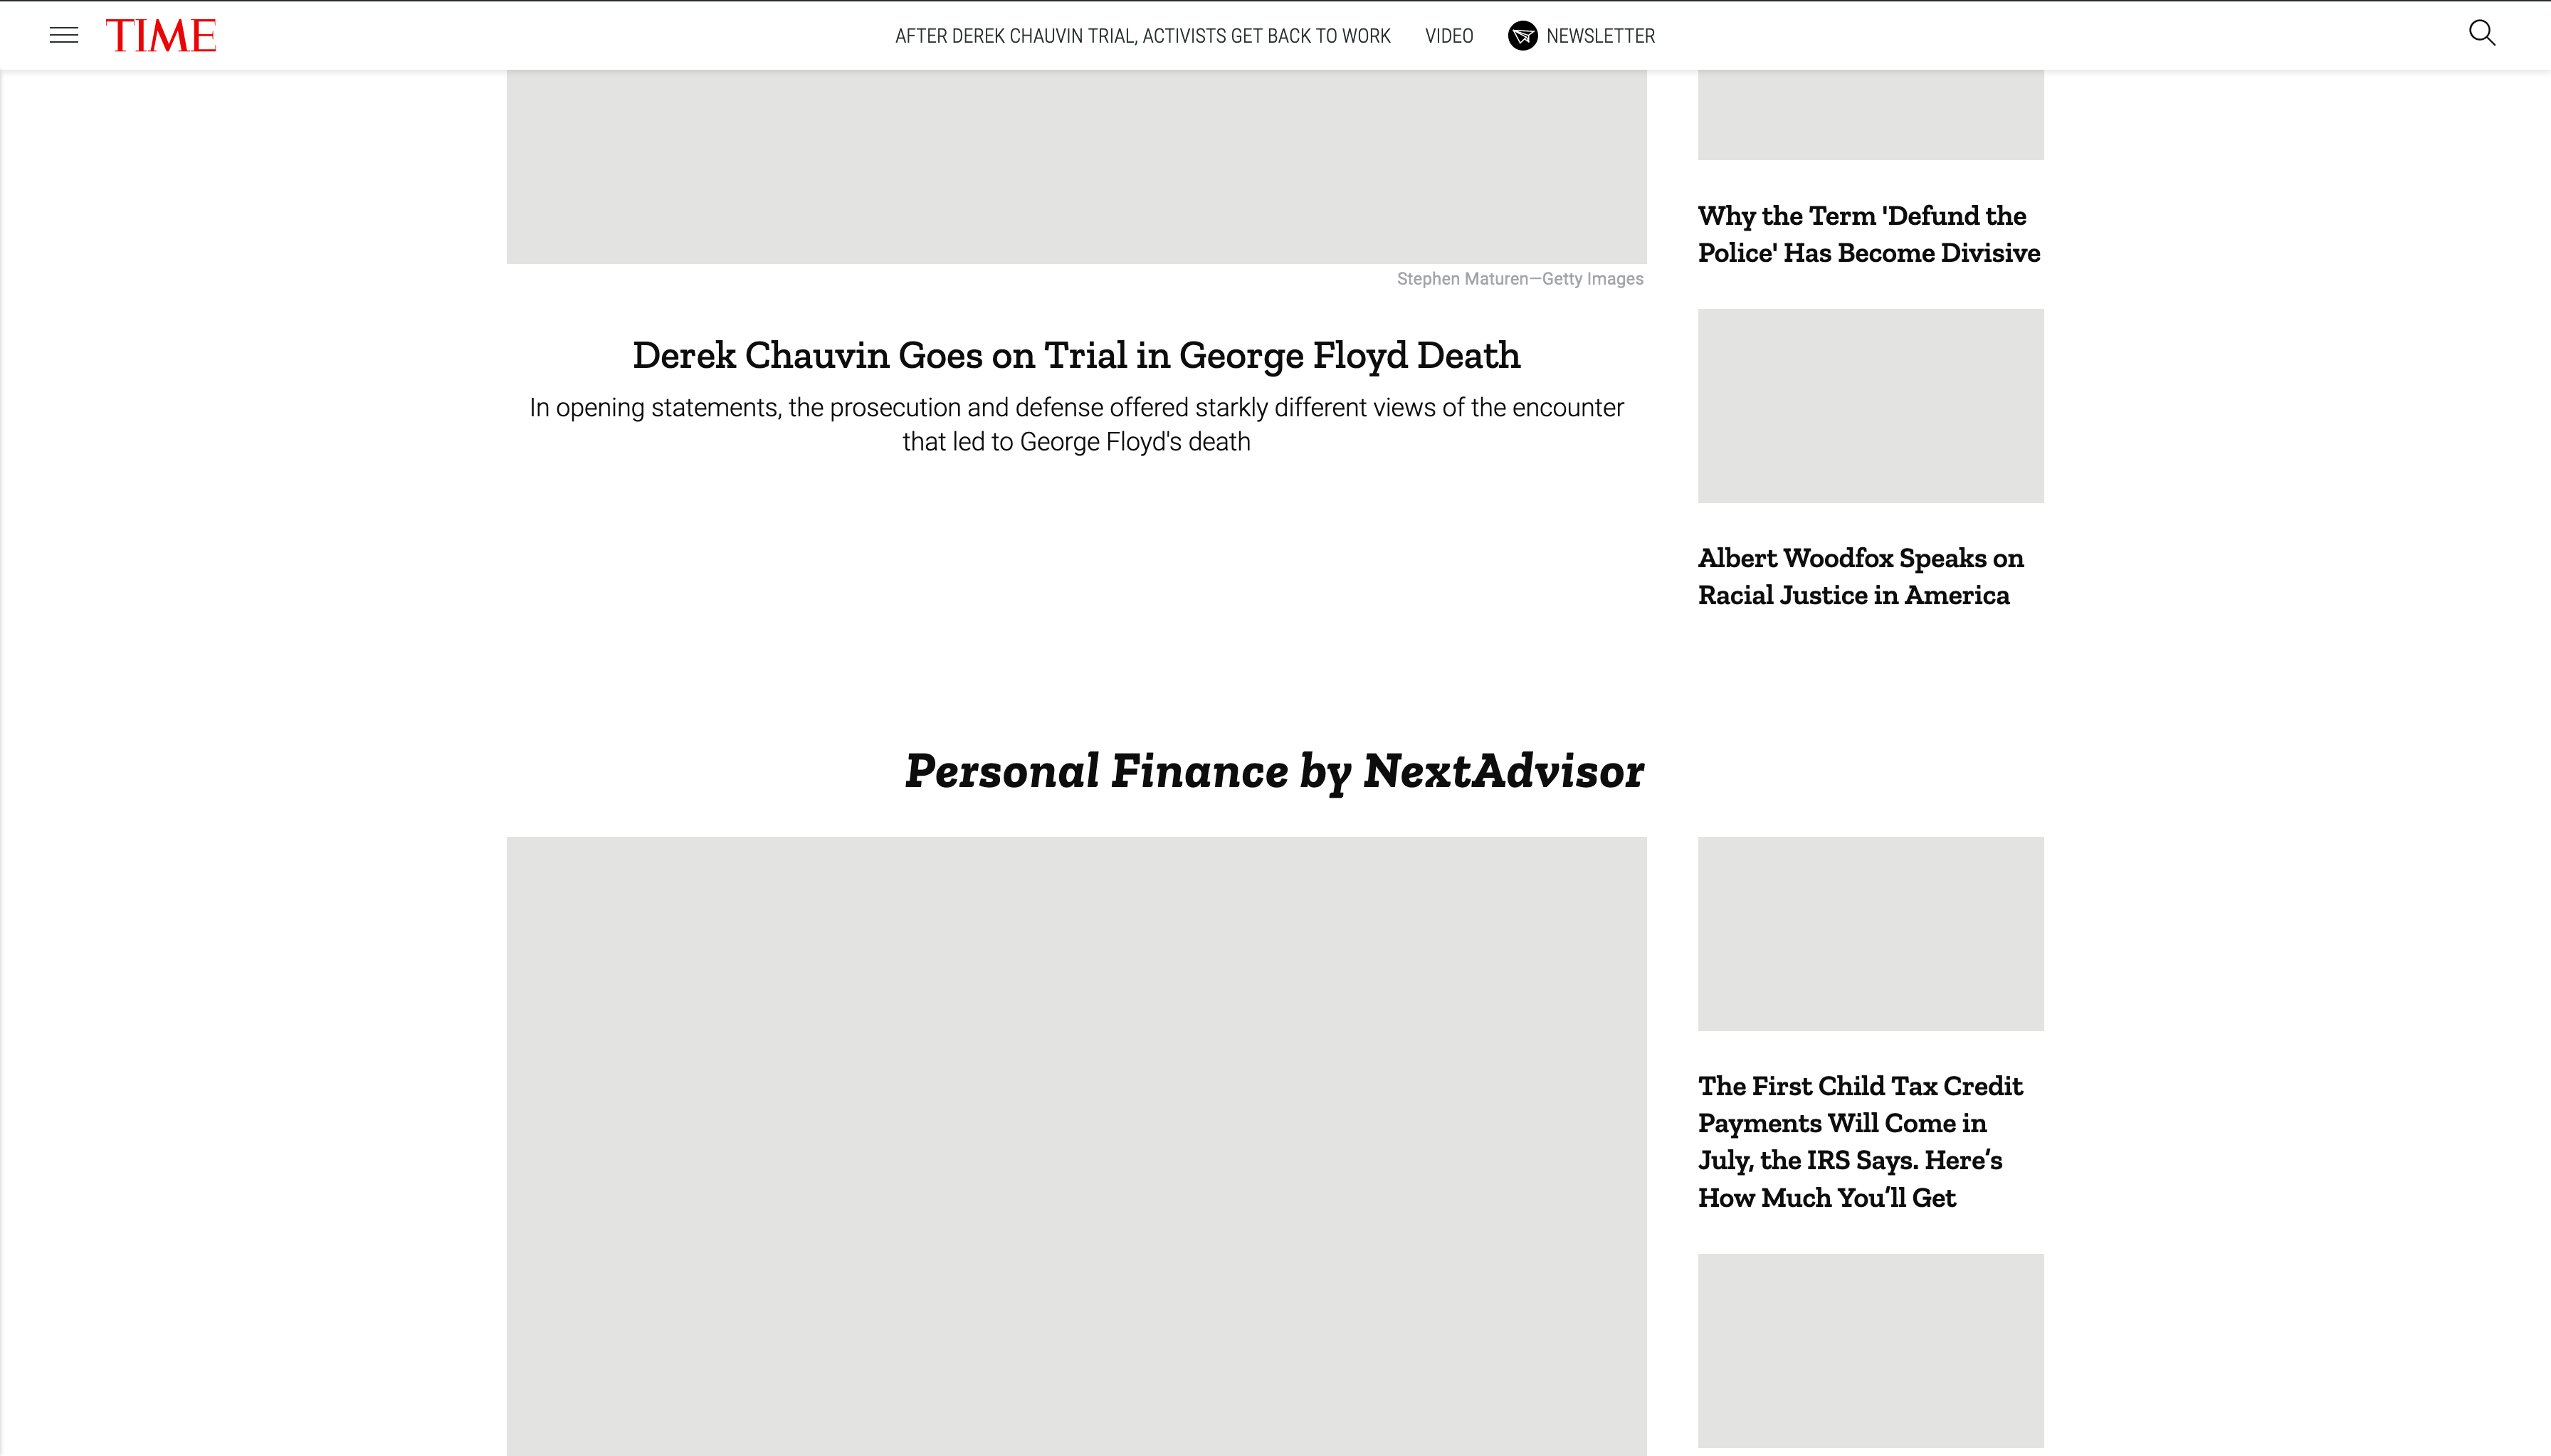 TIME
AFTER DEREK CHAUVIN TRIAL, ACTIVISTS GET BACK TO WORK
VIDEO
NEWSLETTER
Stephen Maturen—Getty Images
Derek Chauvin Goes on Trial in George Floyd Death
In opening statements, the prosecution and defense offered starkly different views of the encounter
that led to George Floyd's death
Why the Term 'Defund the
Police' Has Become Divisive
Albert Woodfox Speaks on
Racial Justice in America
Personal Finance by NextAdvisor
The First Child Tax Credit
Payments Will Come in
July, the IRS Says. Here’s
How Much You’ll Get